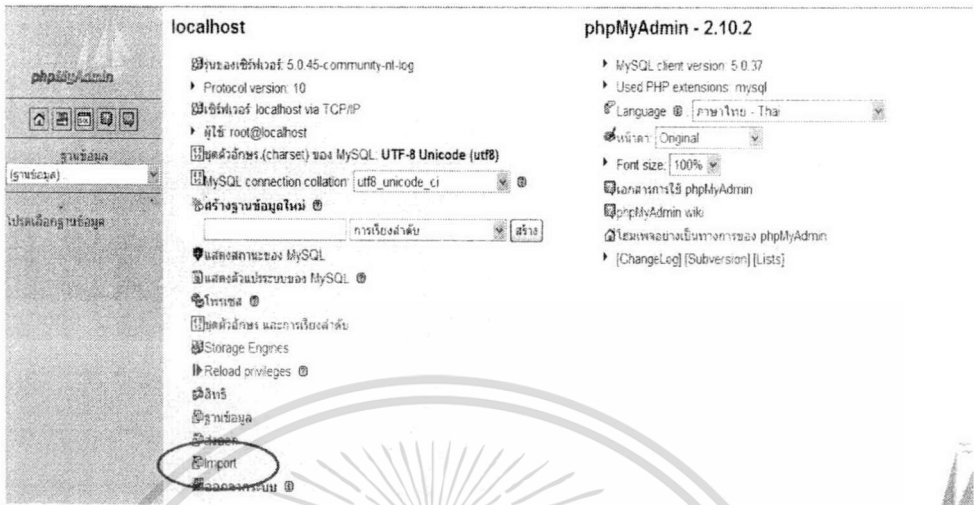 phpMyAdmin
ฐานข้อมูล
(ฐานข้อมูล) ...
โปรดเลือกฐานข้อมูล
localhost
รุ่นของเซิร์ฟเวอร์: 5.0.45-community-nt-log
Protocol version: 10
เซิร์ฟเวอร์: localhost via TCP/IP
ผู้ใช้: root@localhost
ชุดตัวอักษร.(charset) ของ MySQL: UTF-8 Unicode (utf8)
MySQL connection collation: utf8_unicode_ci
สร้างฐานข้อมูลใหม่
การเรียงลำดับ สร้าง
แสดงสถานะของ MySQL
แสดงตัวแปรระบบของ MySQL
โพรเซส
ชุดตัวอักษร และการเรียงลำดับ
Storage Engines
Reload privileges
สิทธิ
ฐานข้อมูล
ส่งออก
Import
ออกจากระบบ
phpMyAdmin - 2.10.2
MySQL client version: 5.0.37
Used PHP extensions: mysql
Language : ภาษาไทย - Thai
หน้าตา: Original
Font size: 100%
เอกสารการใช้ phpMyAdmin
phpMyAdmin wiki
โฮมเพจอย่างเป็นทางการของ phpMyAdmin
[ChangeLog] [Subversion] [Lists]